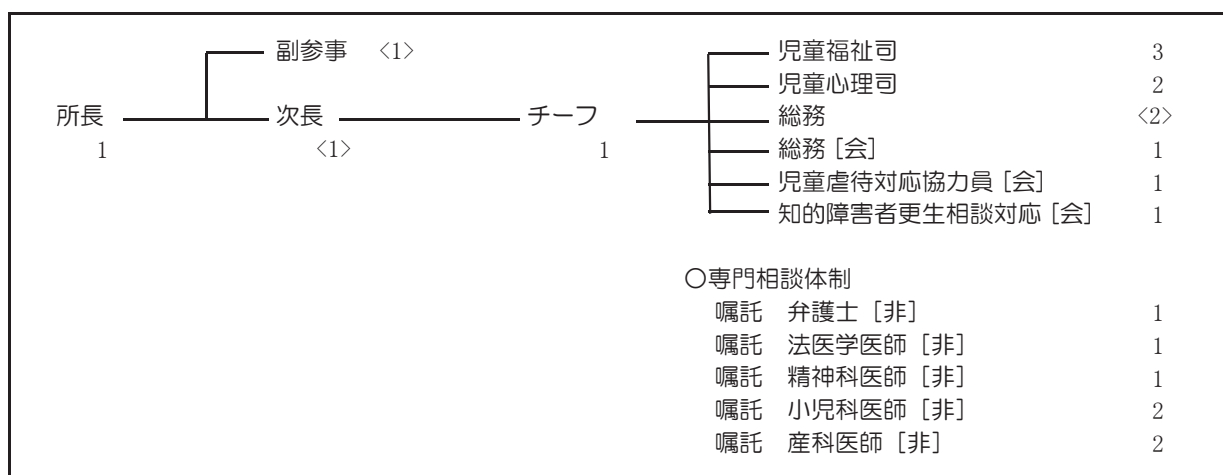 副参事 〈1〉 児童福祉司 3
児童心理司 2
所長 次長 チーフ 総務 〈2〉
1 〈1〉 1 総務 [会] 1
児童虐待対応協力員 [会] 1
知的障害者更生相談対応 [会] 1
○専門相談体制
嘱託 弁護士 [非] 1
嘱託 法医学医師 [非] 1
嘱託 精神科医師 [非] 1
嘱託 小児科医師 [非] 2
嘱託 産科医師 [非] 2